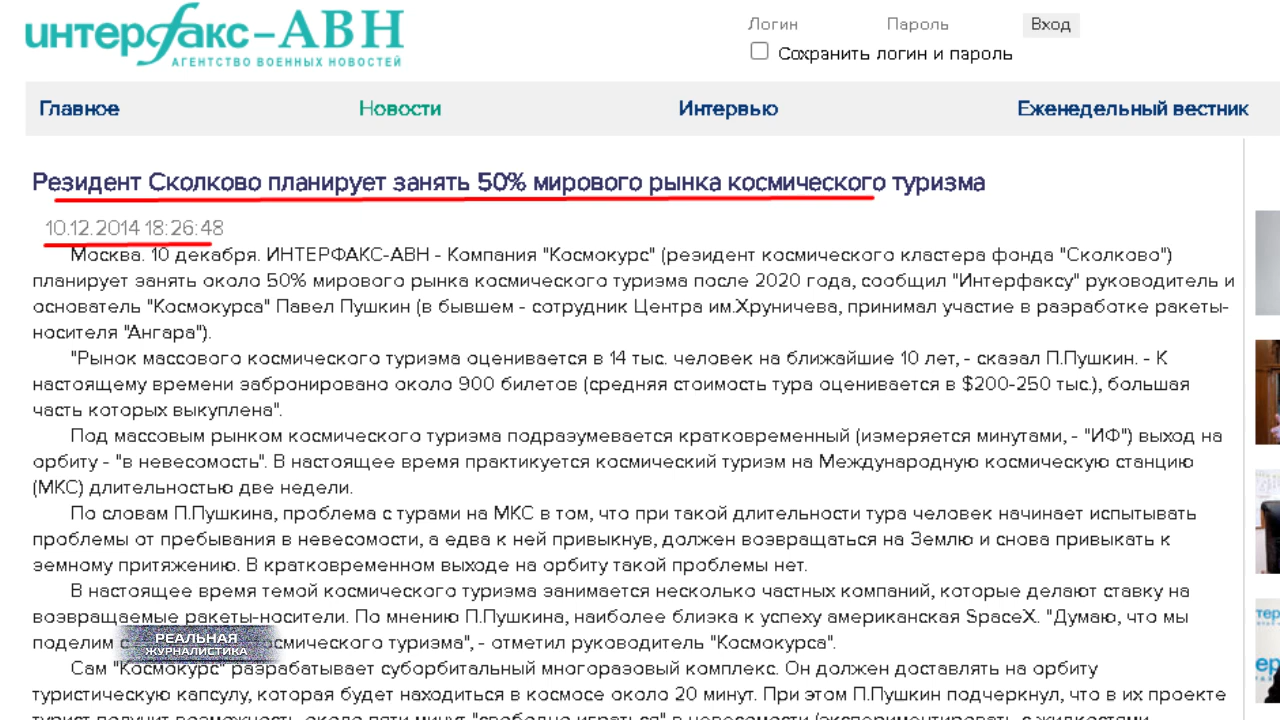 интерфакс-АВН
АГЕНТСТВО ВОЕННЫХ НОВОСТЕЙ
Логин Пароль Вход
Сохранить логин и пароль
Главное Новости Интервью Еженедельный вестник
Резидент Сколково планирует занять 50% мирового рынка космического туризма
10.12.2014 18:26:48
Москва. 10 декабря. ИНТЕРФАКС-АВН - Компания "Космокурс" (резидент космического кластера фонда "Сколково")
планирует занять около 50% мирового рынка космического туризма после 2020 года, сообщил "Интерфаксу" руководитель и
основатель "Космокурса" Павел Пушкин (в бывшем - сотрудник Центра им.Хруничева, принимал участие в разработке ракеты-
носителя "Ангара").
"Рынок массового космического туризма оценивается в 14 тыс. человек на ближайшие 10 лет, - сказал П.Пушкин. - К
настоящему времени забронировано около 900 билетов (средняя стоимость тура оценивается в $200-250 тыс.), большая
часть которых выкуплена".
Под массовым рынком космического туризма подразумевается кратковременный (измеряется минутами, - "ИФ") выход на
орбиту - "в невесомость". В настоящее время практикуется космический туризм на Международную космическую станцию
(МКС) длительностью две недели.
По словам П.Пушкина, проблема с турами на МКС в том, что при такой длительности тура человек начинает испытывать
проблемы от пребывания в невесомости, а едва к ней привыкнув, должен возвращаться на Землю и снова привыкать к
земному притяжению. В кратковременном выходе на орбиту такой проблемы нет.
В настоящее время темой космического туризма занимается несколько частных компаний, которые делают ставку на
возвращаемые ракеты-носители. По мнению П.Пушкина, наиболее близка к успеху американская SpaceX. "Думаю, что мы
поделим с космического туризма", - отметил руководитель "Космокурса".
РЕАЛЬНАЯ
ЖУРНАЛИСТИКА
Сам "Космокурс" разрабатывает суборбитальный многоразовый комплекс. Он должен доставлять на орбиту
туристическую капсулу, которая будет находиться в космосе около 20 минут. При этом П.Пушкин подчеркнул, что в их проекте
турист получит возможность около пяти минут "свободно играться" в невесомости (экспериментировать с жидкостями,